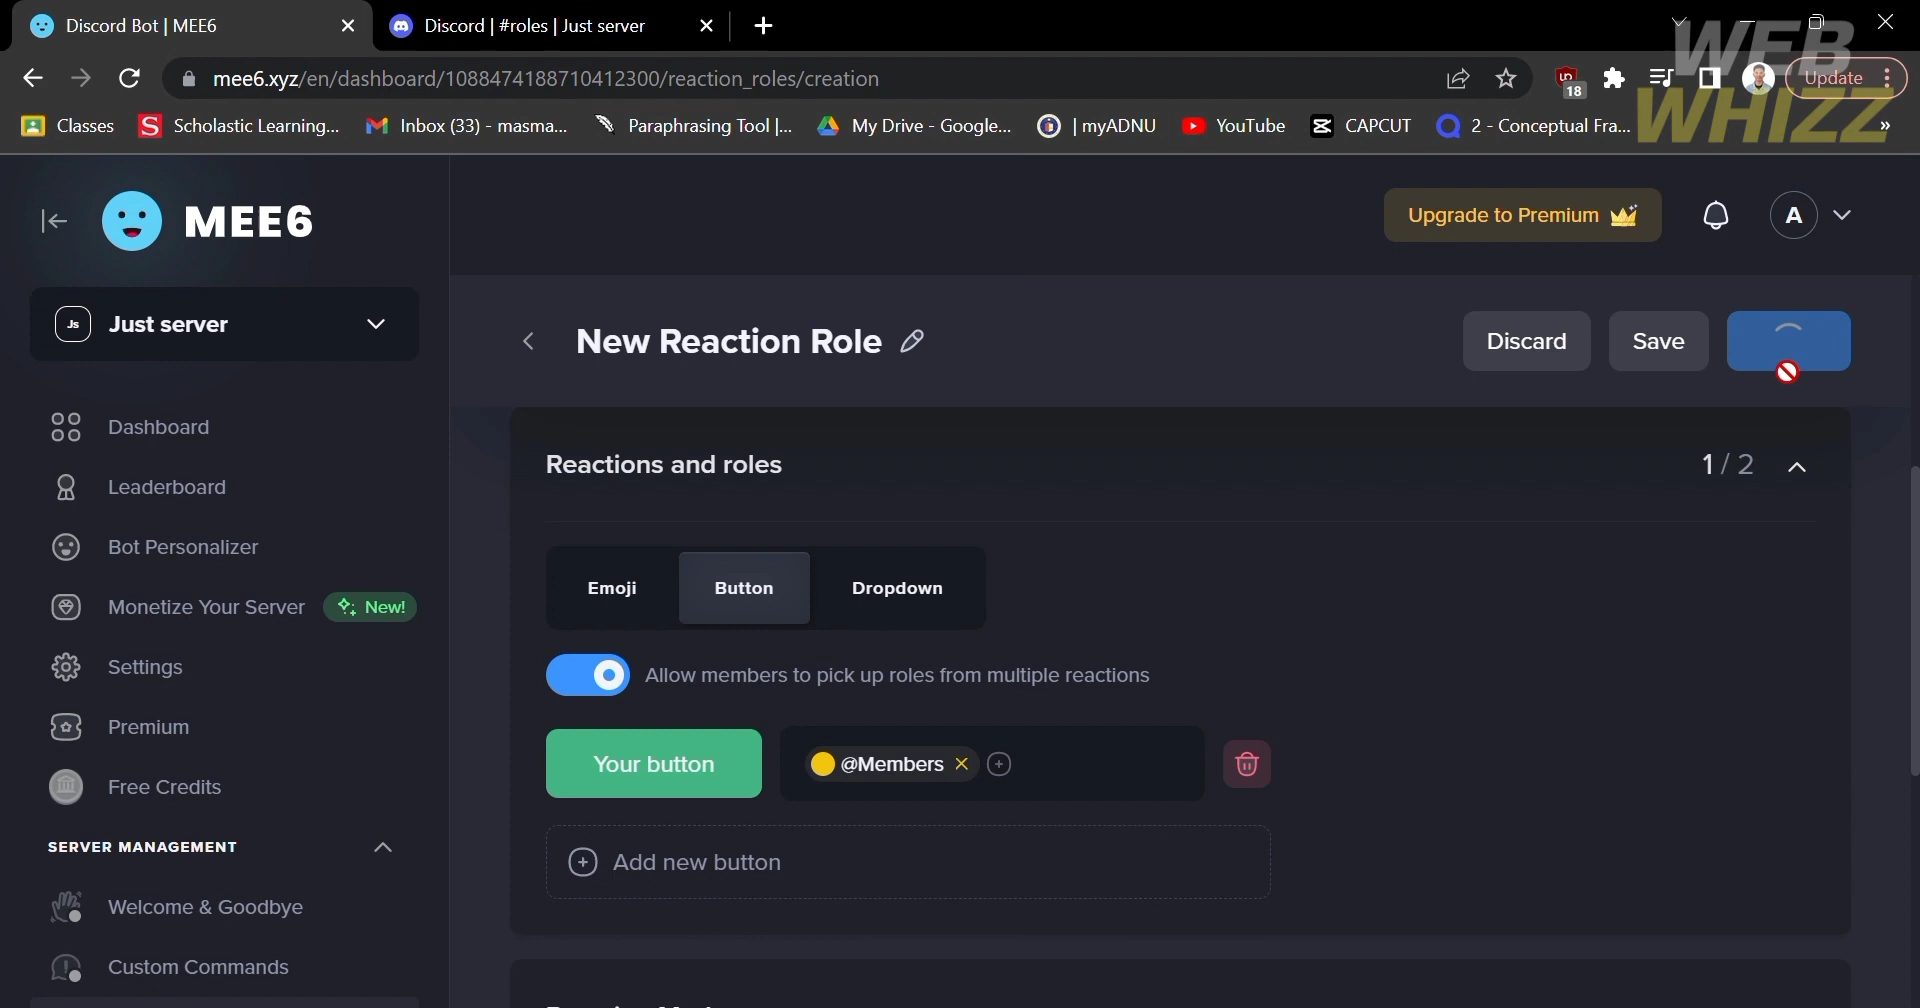 Discord Bot | MEE6
Discord | #roles | Just server
mee6.xyz/en/dashboard/1088474188710412300/reaction_roles/creation
18
Update
WEB
WHIZZ
Classes
Scholastic Learning...
Inbox (33) - masma...
Paraphrasing Tool |...
My Drive - Google...
| myADNU
YouTube
CAPCUT
2 - Conceptual Fra...
»
MEE6
Upgrade to Premium
A
Js
Just server
New Reaction Role
Discard
Save
Dashboard
Leaderboard
Bot Personalizer
Monetize Your Server
New!
Settings
Premium
Free Credits
SERVER MANAGEMENT
Welcome & Goodbye
Custom Commands
Reactions and roles
1 / 2
Emoji
Button
Dropdown
Allow members to pick up roles from multiple reactions
Your button
@Members
Add new button